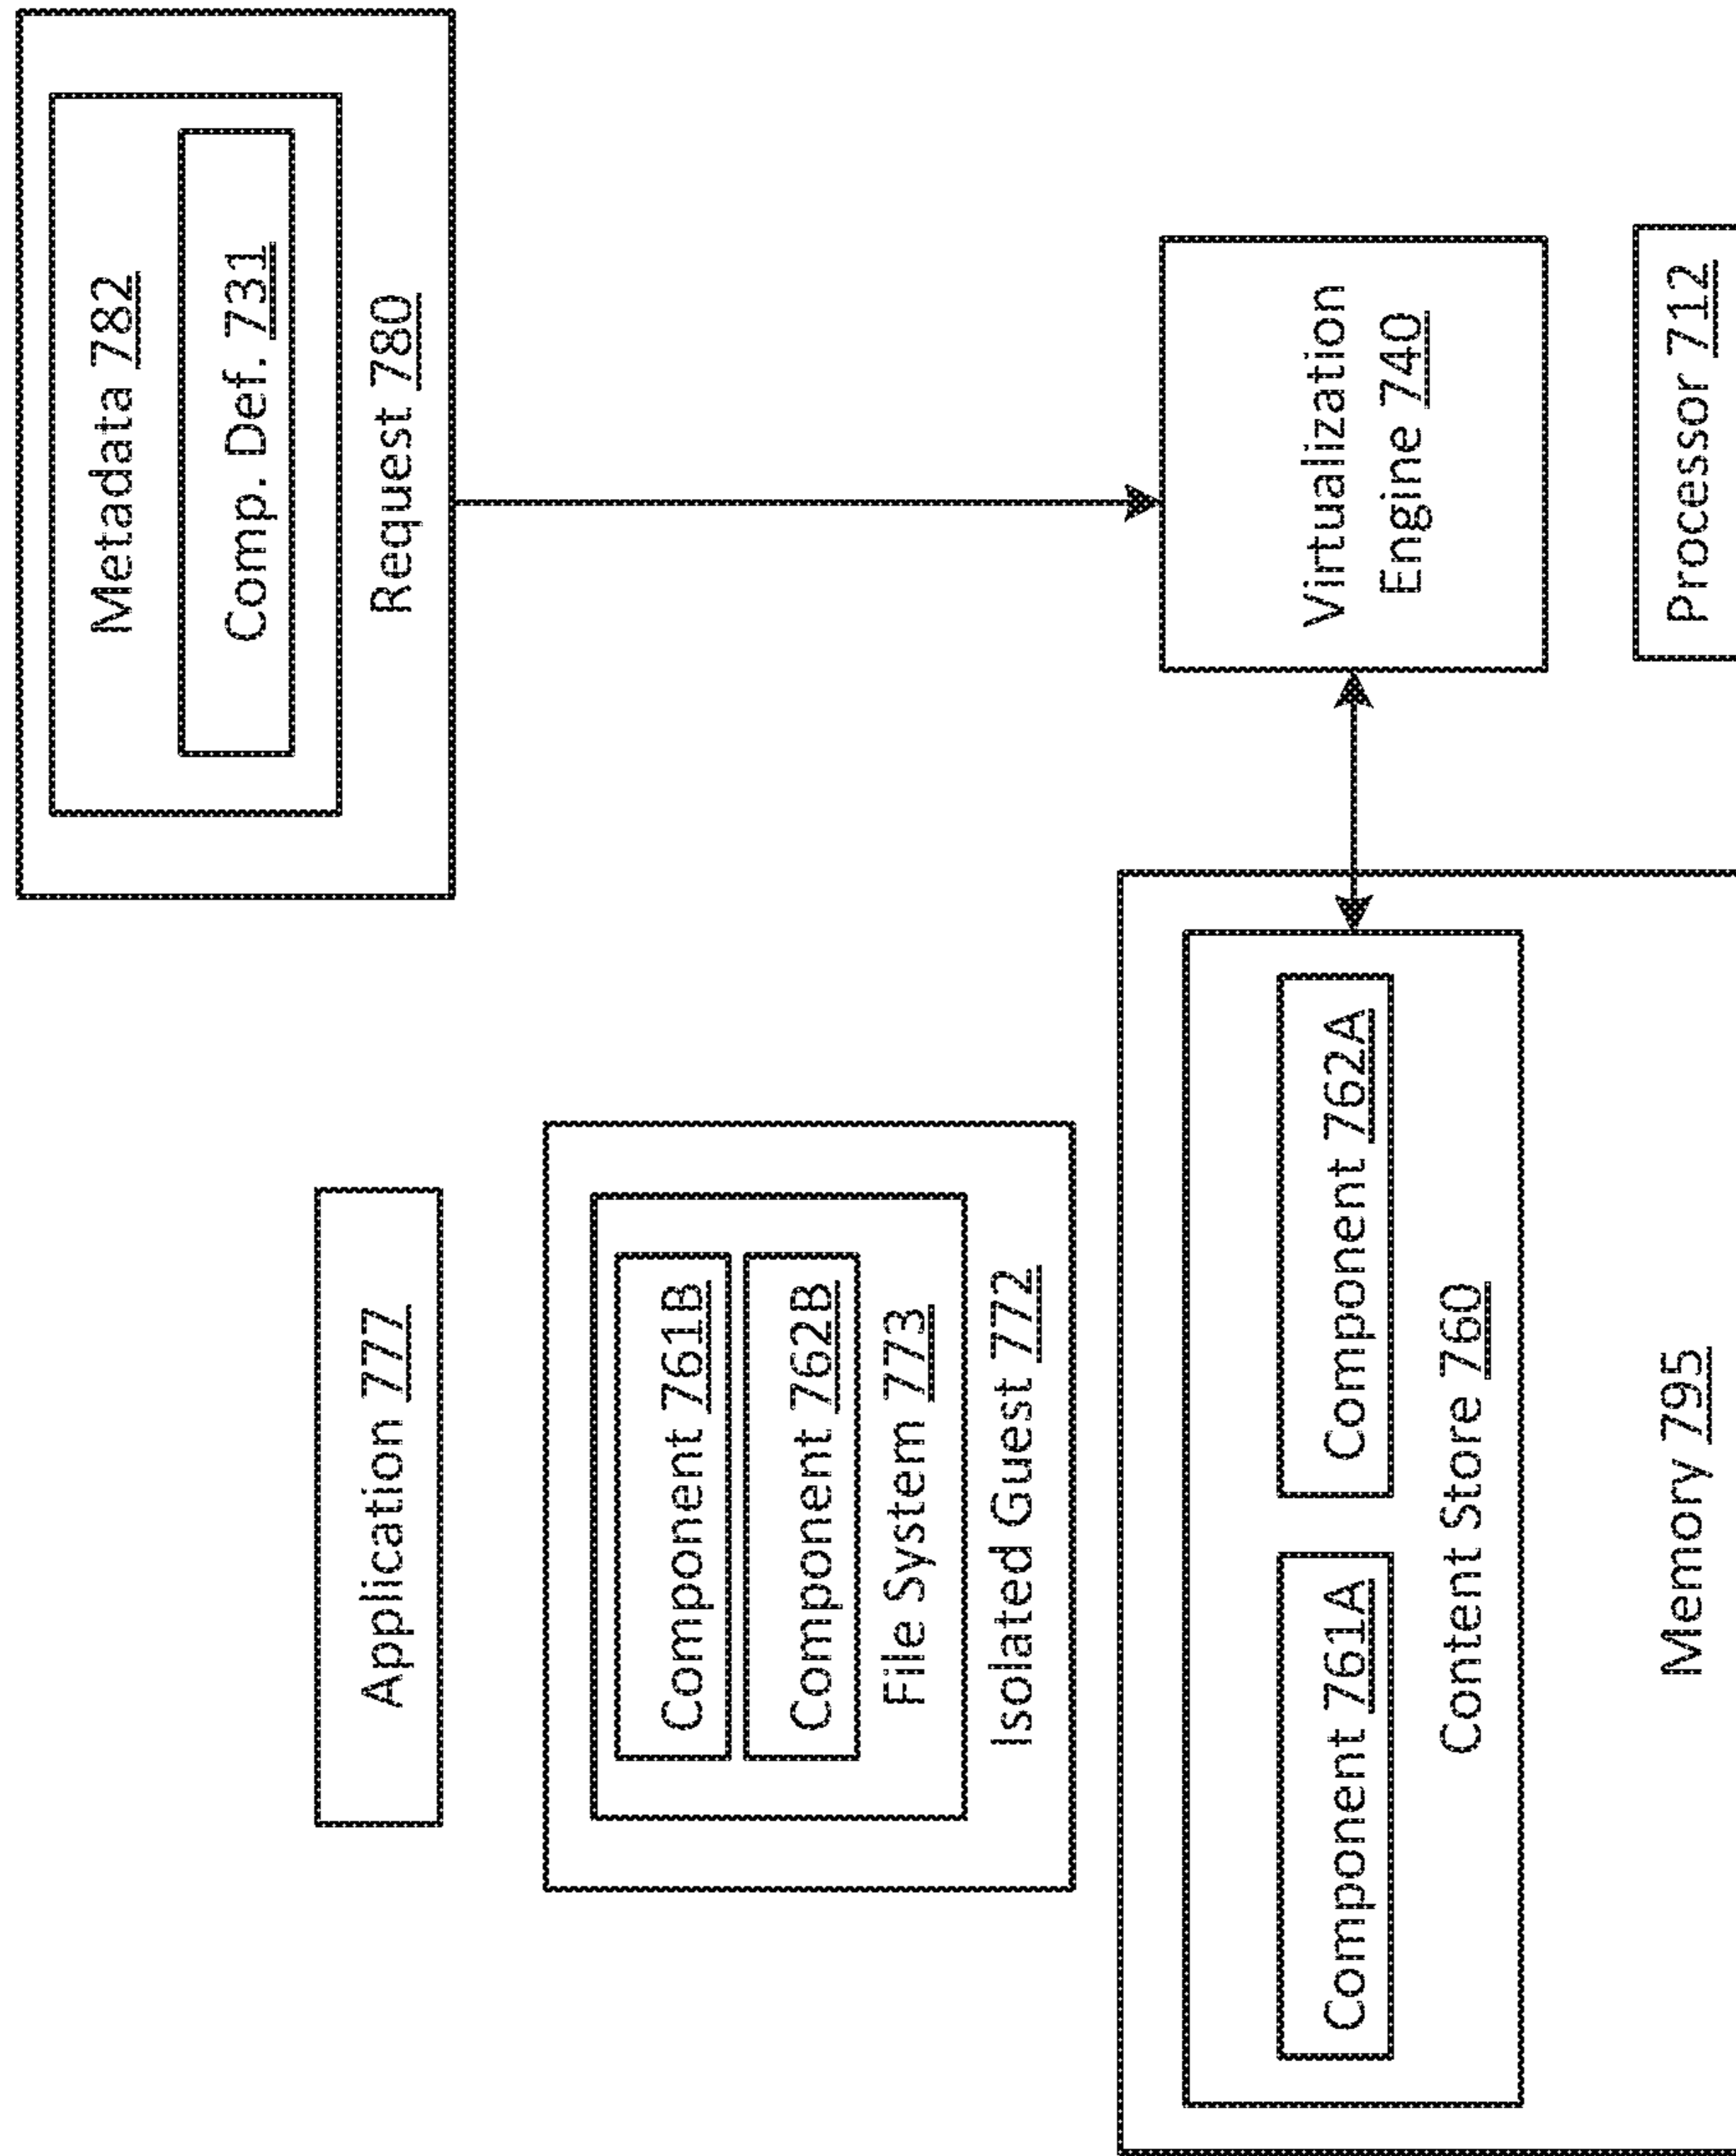 Metadata 782
Comp. Def. 731
Request 780
Application 777
Component 761B
Component 762B
File System 773
Isolated Guest 772
Virtualization
Engine 740
Component 761A
Component 762A
Content Store 760
Memory 795
Processor 712